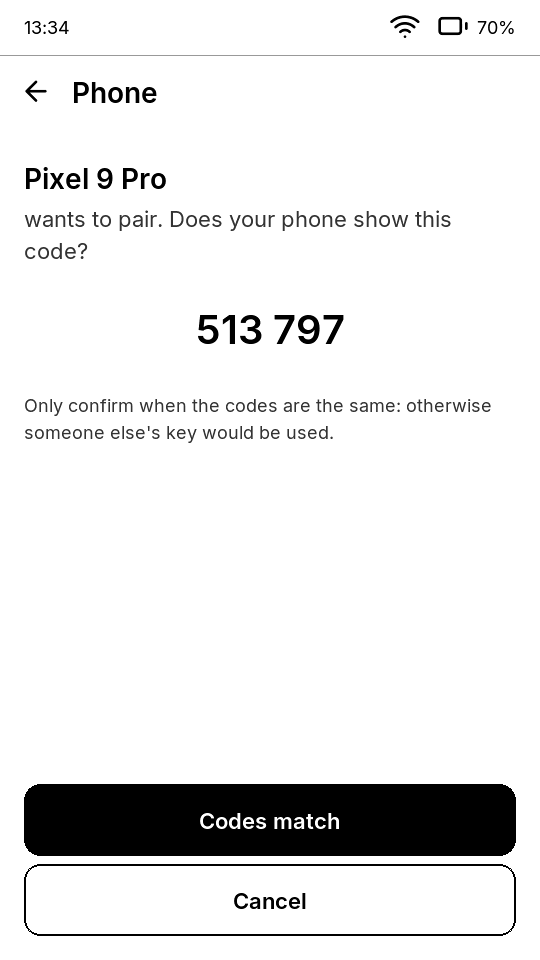 13:34
70%
Phone
Pixel 9 Pro
wants to pair. Does your phone show this
code?
513 797
Only confirm when the codes are the same: otherwise
someone else's key would be used.
Codes match
Cancel